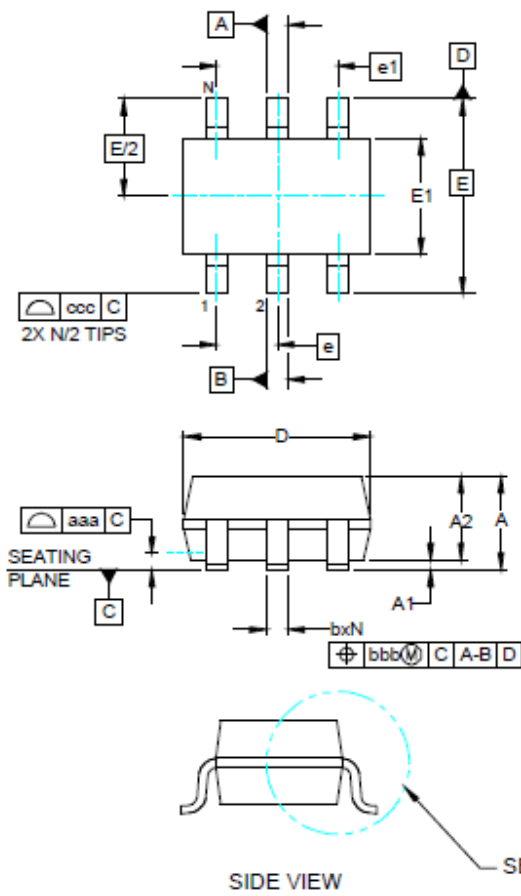 A
D
N
e1
E/2
E1
E
ccc C
2X N/2 TIPS
1
2
e
B
D
aaa C
SEATING
PLANE
C
A2
A
A1
bxN
bbb Ⓜ C A-B D
SIDE VIEW